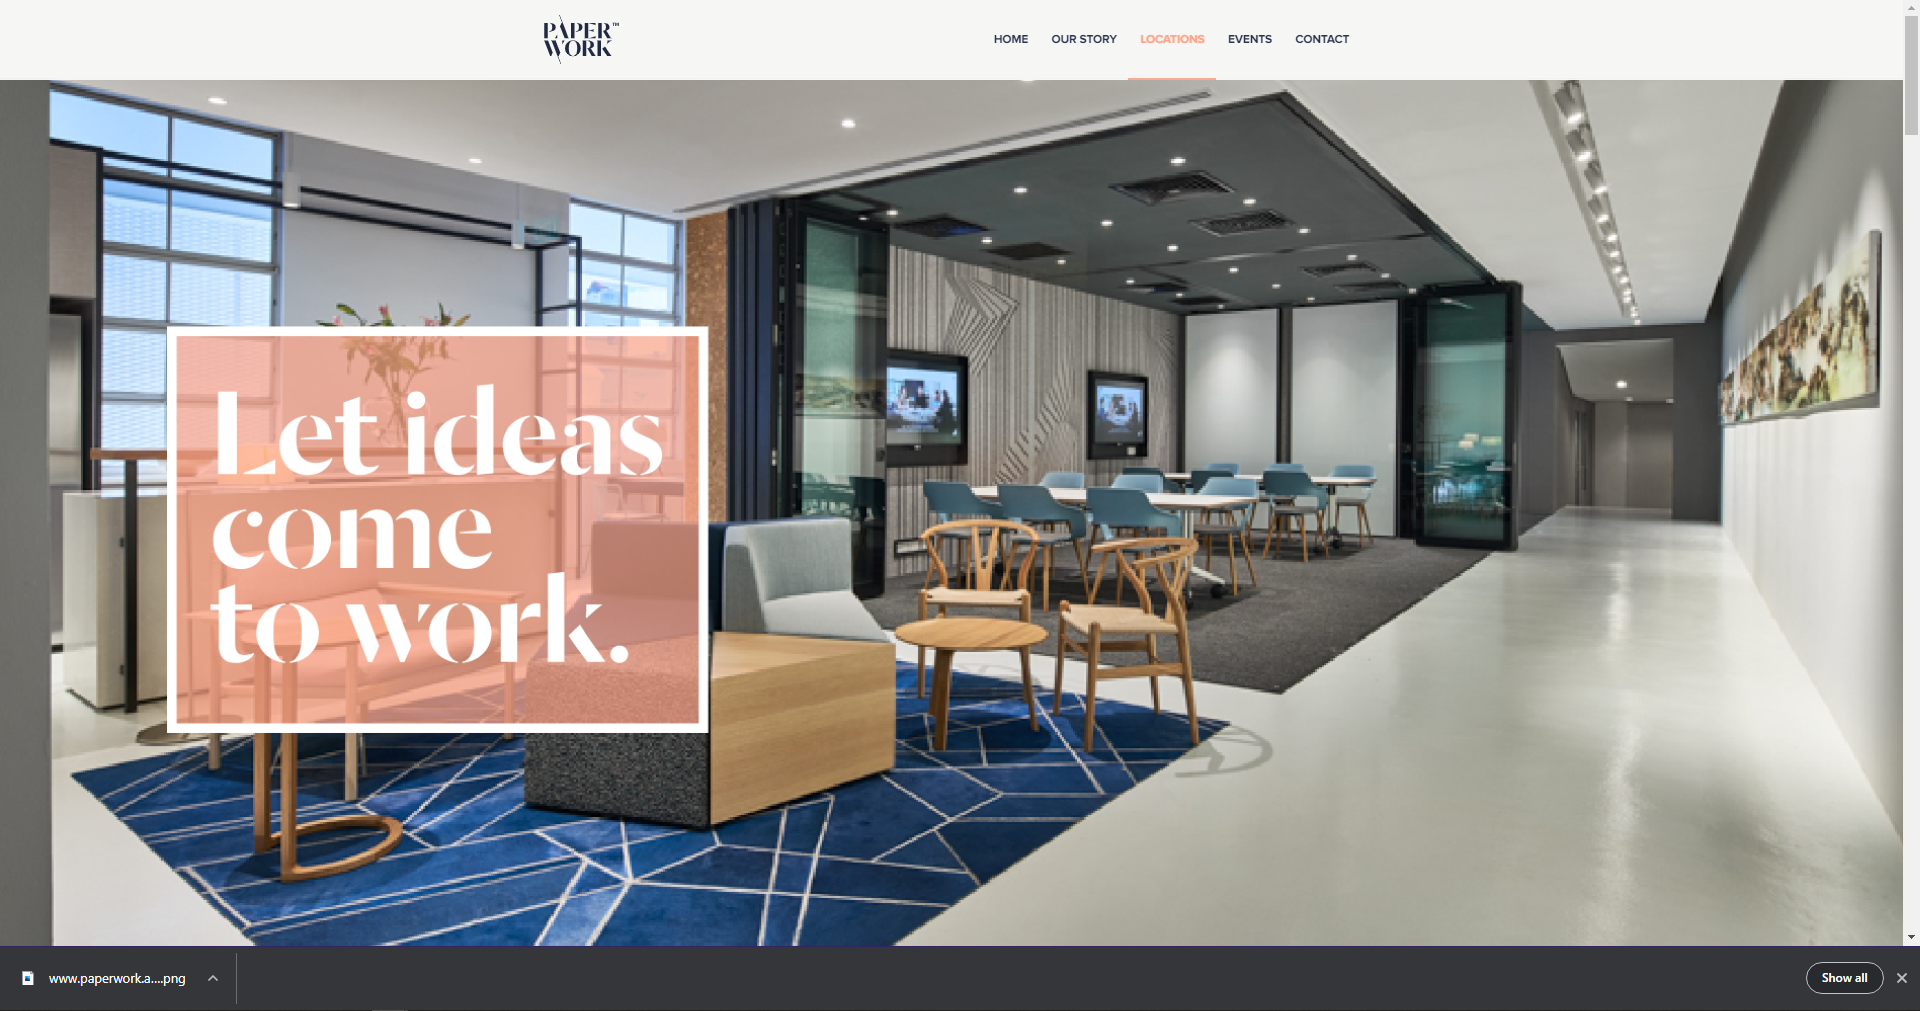 PAPER™
WORK
HOME OUR STORY LOCATIONS EVENTS CONTACT
Let ideas
come
to work.
www.paperwork.a....png
Show all